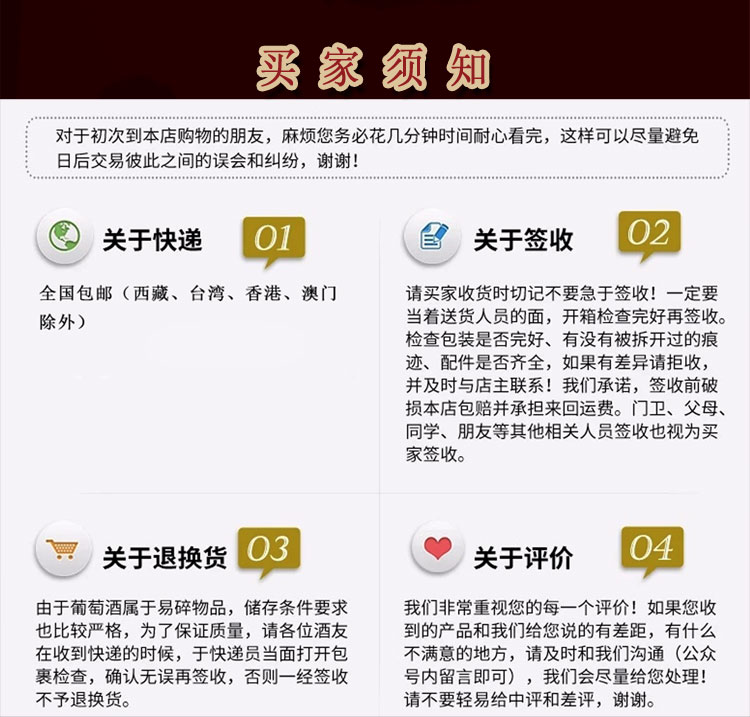 买家须知
对于初次到本店购物的朋友，麻烦您务必花几分钟时间耐心看完，这样可以尽量避免
日后交易彼此之间的误会和纠纷，谢谢！
关于快递 01
全国包邮（西藏、台湾、香港、澳门
除外）
关于签收 02
请买家收货时切记不要急于签收！一定要
当着送货人员的面，开箱检查完好再签收。
检查包装是否完好、有没有被拆开过的痕
迹、配件是否齐全，如果有差异请拒收，
并及时与店主联系！我们承诺，签收前破
损本店包赔并承担来回运费。门卫、父母、
同学、朋友等其他相关人员签收也视为买
家签收。
关于退换货 03
由于葡萄酒属于易碎物品，储存条件要求
也比较严格，为了保证质量，请各位酒友
在收到快递的时候，于快递员当面打开包
裹检查，确认无误再签收，否则一经签收
不予退换货。
关于评价 04
我们非常重视您的每一个评价！如果您收
到的产品和我们给您说的有差距，有什么
不满意的地方，请及时和我们沟通（公众
号内留言即可），我们会尽量给您处理！
请不要轻易给中评和差评，谢谢。